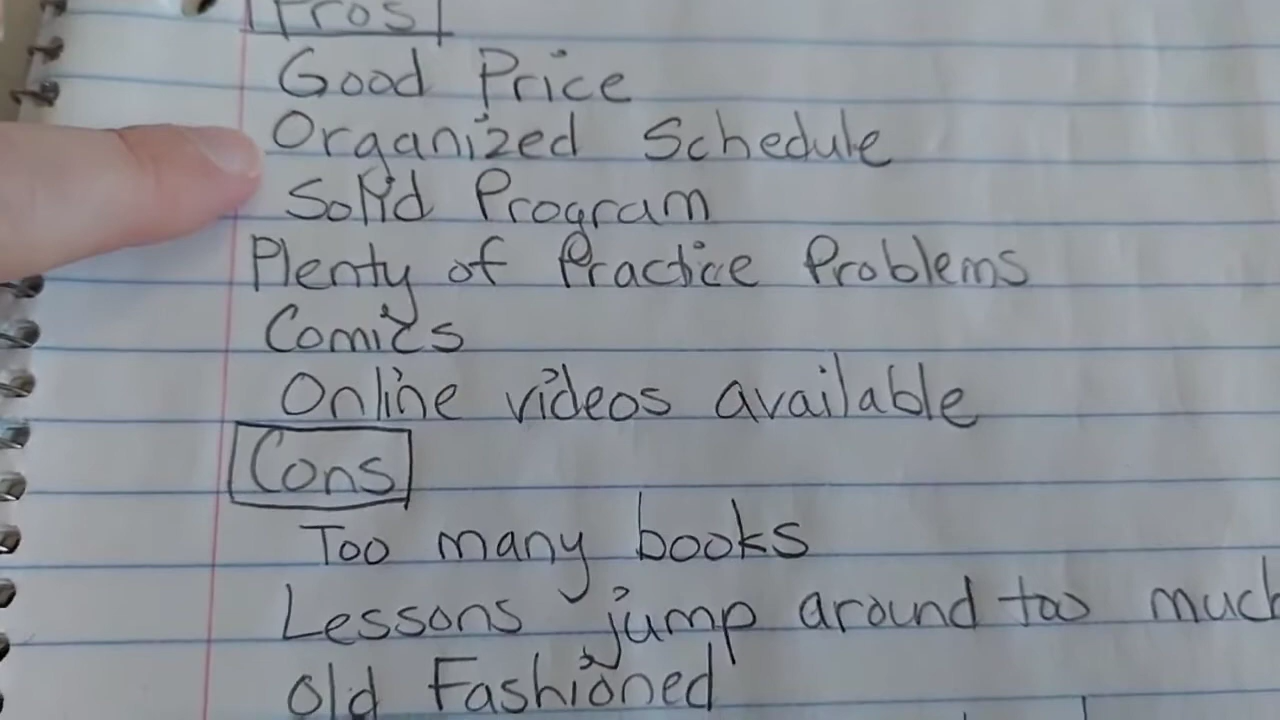 Pros
Good Price
Organized Schedule
Solid Program
Plenty of Practice Problems
Comics
Online videos available
Cons
Too many books
Lessons jump around too much
Old Fashioned